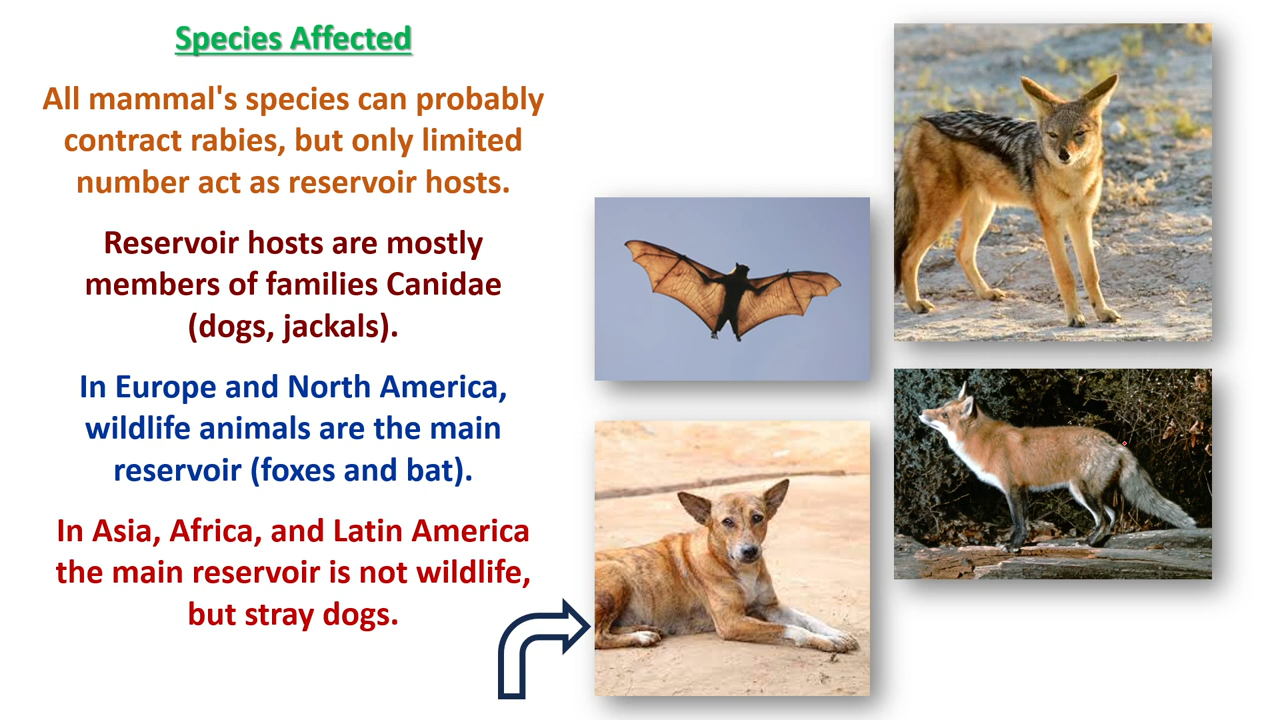 Species Affected
All mammal's species can probably
contract rabies, but only limited
number act as reservoir hosts.
Reservoir hosts are mostly
members of families Canidae
(dogs, jackals).
In Europe and North America,
wildlife animals are the main
reservoir (foxes and bat).
In Asia, Africa, and Latin America
the main reservoir is not wildlife,
but stray dogs.